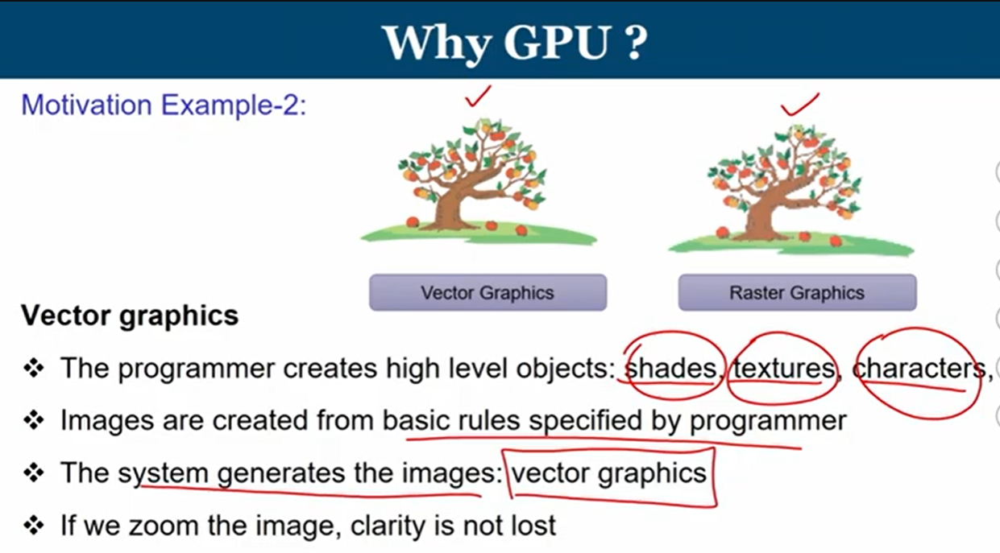 Why GPU ?
Motivation Example-2:
Vector Graphics
Raster Graphics
Vector graphics
❖ The programmer creates high level objects: shades, textures, characters,
❖ Images are created from basic rules specified by programmer
❖ The system generates the images: vector graphics
❖ If we zoom the image, clarity is not lost